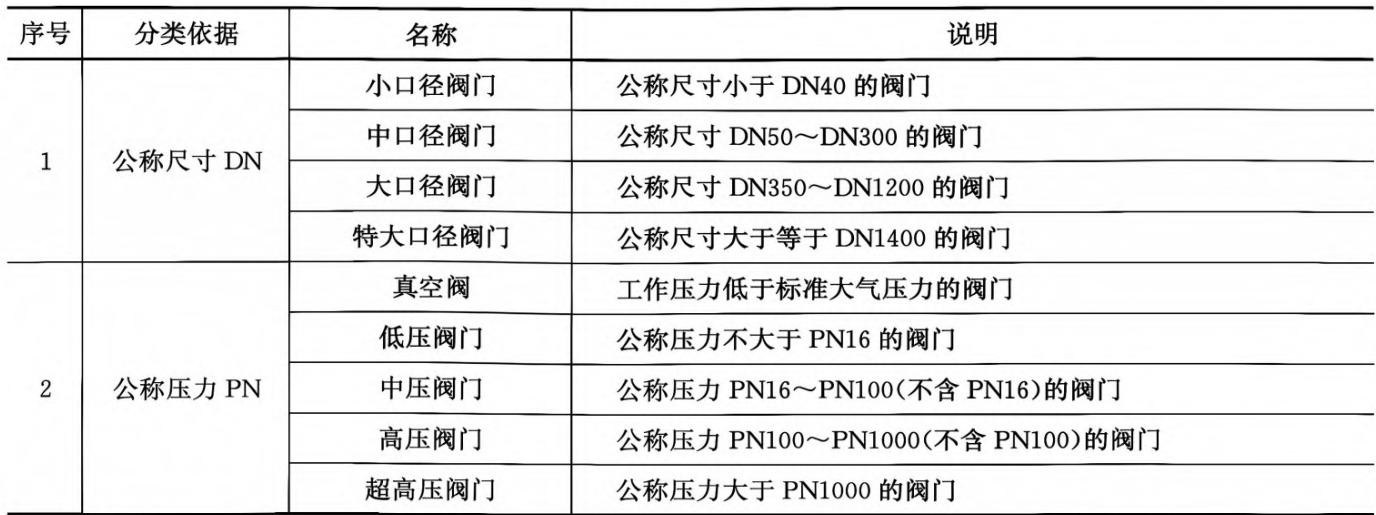 序号 分类依据 名称 说明
1 公称尺寸 DN 小口径阀门 公称尺寸小于 DN40 的阀门
中口径阀门 公称尺寸 DN50～DN300 的阀门
大口径阀门 公称尺寸 DN350～DN1200 的阀门
特大口径阀门 公称尺寸大于等于 DN1400 的阀门
2 公称压力 PN 真空阀 工作压力低于标准大气压力的阀门
低压阀门 公称压力不大于 PN16 的阀门
中压阀门 公称压力 PN16～PN100(不含 PN16)的阀门
高压阀门 公称压力 PN100～PN1000(不含 PN100)的阀门
超高压阀门 公称压力大于 PN1000 的阀门